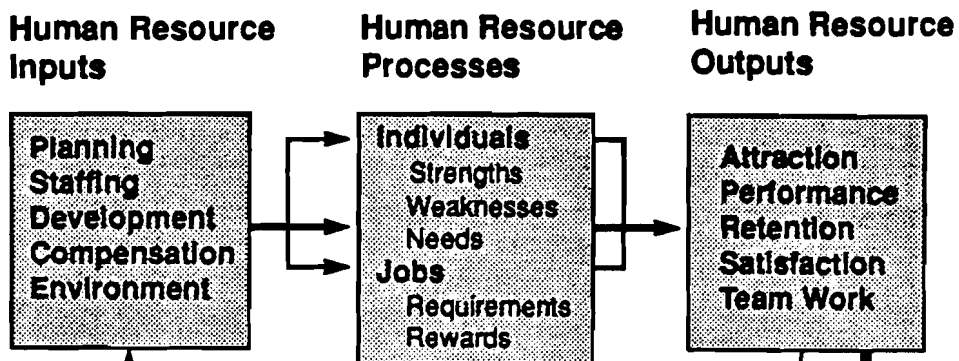 Human Resource
Inputs
Human Resource
Processes
Human Resource
Outputs
Planning
Staffing
Development
Compensation
Environment
Individuals
Strengths
Weaknesses
Needs
Jobs
Requirements
Rewards
Attraction
Performance
Retention
Satisfaction
Team Work